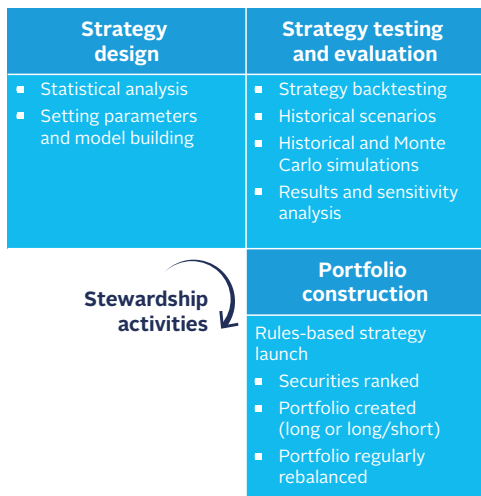 Strategy
design
Statistical analysis
Setting parameters
and model building
Strategy testing
and evaluation
Strategy backtesting
Historical scenarios
Historical and Monte
Carlo simulations
Results and sensitivity
analysis
Stewardship
activities
Portfolio
construction
Rules-based strategy
launch
Securities ranked
Portfolio created
(long or long/short)
Portfolio regularly
rebalanced